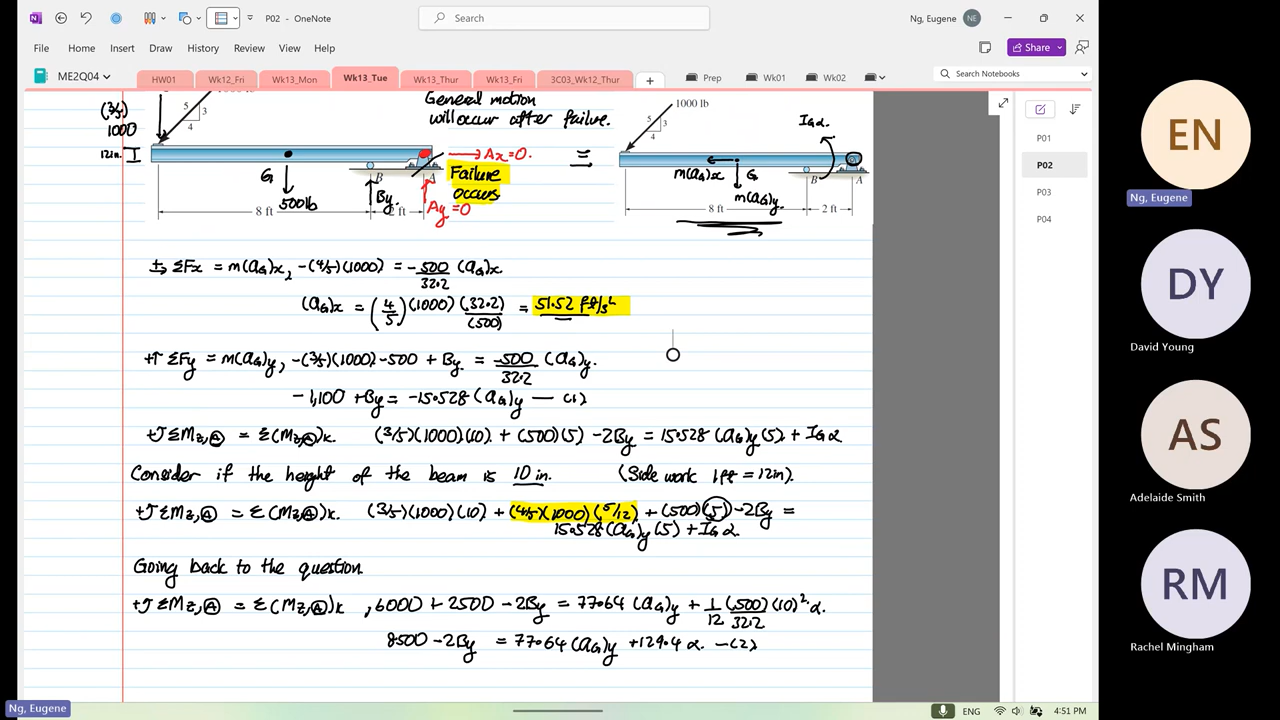 P02 - OneNote
Search
Ng, Eugene
NE
File Home Insert Draw History Review View Help
Share
ME2Q04
HW01 Wk12_Fri Wk13_Mon Wk13_Tue Wk13_Thur Wk13_Fri 3C03_Wk12_Thur + Prep Wk01 Wk02
Search Notebooks
P01
P02
P03
P04
(3/5)
1000
12in.
5 3
4
General motion
will occur after failure.
Ax=0.
Failure
occurs
Ay=0
G
500lb
By
B
A
8 ft
2 ft
=
1000 lb
5 3
4
IGα
m(aG)x
G
m(aG)y
B
A
8 ft
2 ft
ΣFx = m(aG)x, -(4/5)(1000) = -500/32.2 (aG)x
(aG)x = (4/5)(1000)(32.2)/(500) = 51.52 ft/s²
+↑ ΣFy = m(aG)y, -(3/5)(1000) -500 + By = -500/32.2 (aG)y.
-1,100 + By = -15.528 (aG)y — (1)
ΣMz,A = Σ(Mz,A)k. (3/5)(1000)(10) + (500)(5) -2By = 15.528 (aG)y(5) + IGα
Consider if the height of the beam is 10 in. (Side work 1ft = 12in).
ΣMz,A = Σ(Mz,A)k. (3/5)(1000)(10) + (4/5)(1000)(5/12) + (500)(5) -2By =
15.528(aG)y(5) + IGα.
Going back to the question.
ΣMz,A = Σ(Mz,A)k, 6000 + 2500 -2By = 77.64 (aG)y + 1/12 (500/32.2)(10)² α.
8500 -2By = 77.64 (aG)y +129.4 α. —(2)
EN
Ng, Eugene
DY
David Young
AS
Adelaide Smith
RM
Rachel Mingham
Ng, Eugene
ENG
4:51 PM